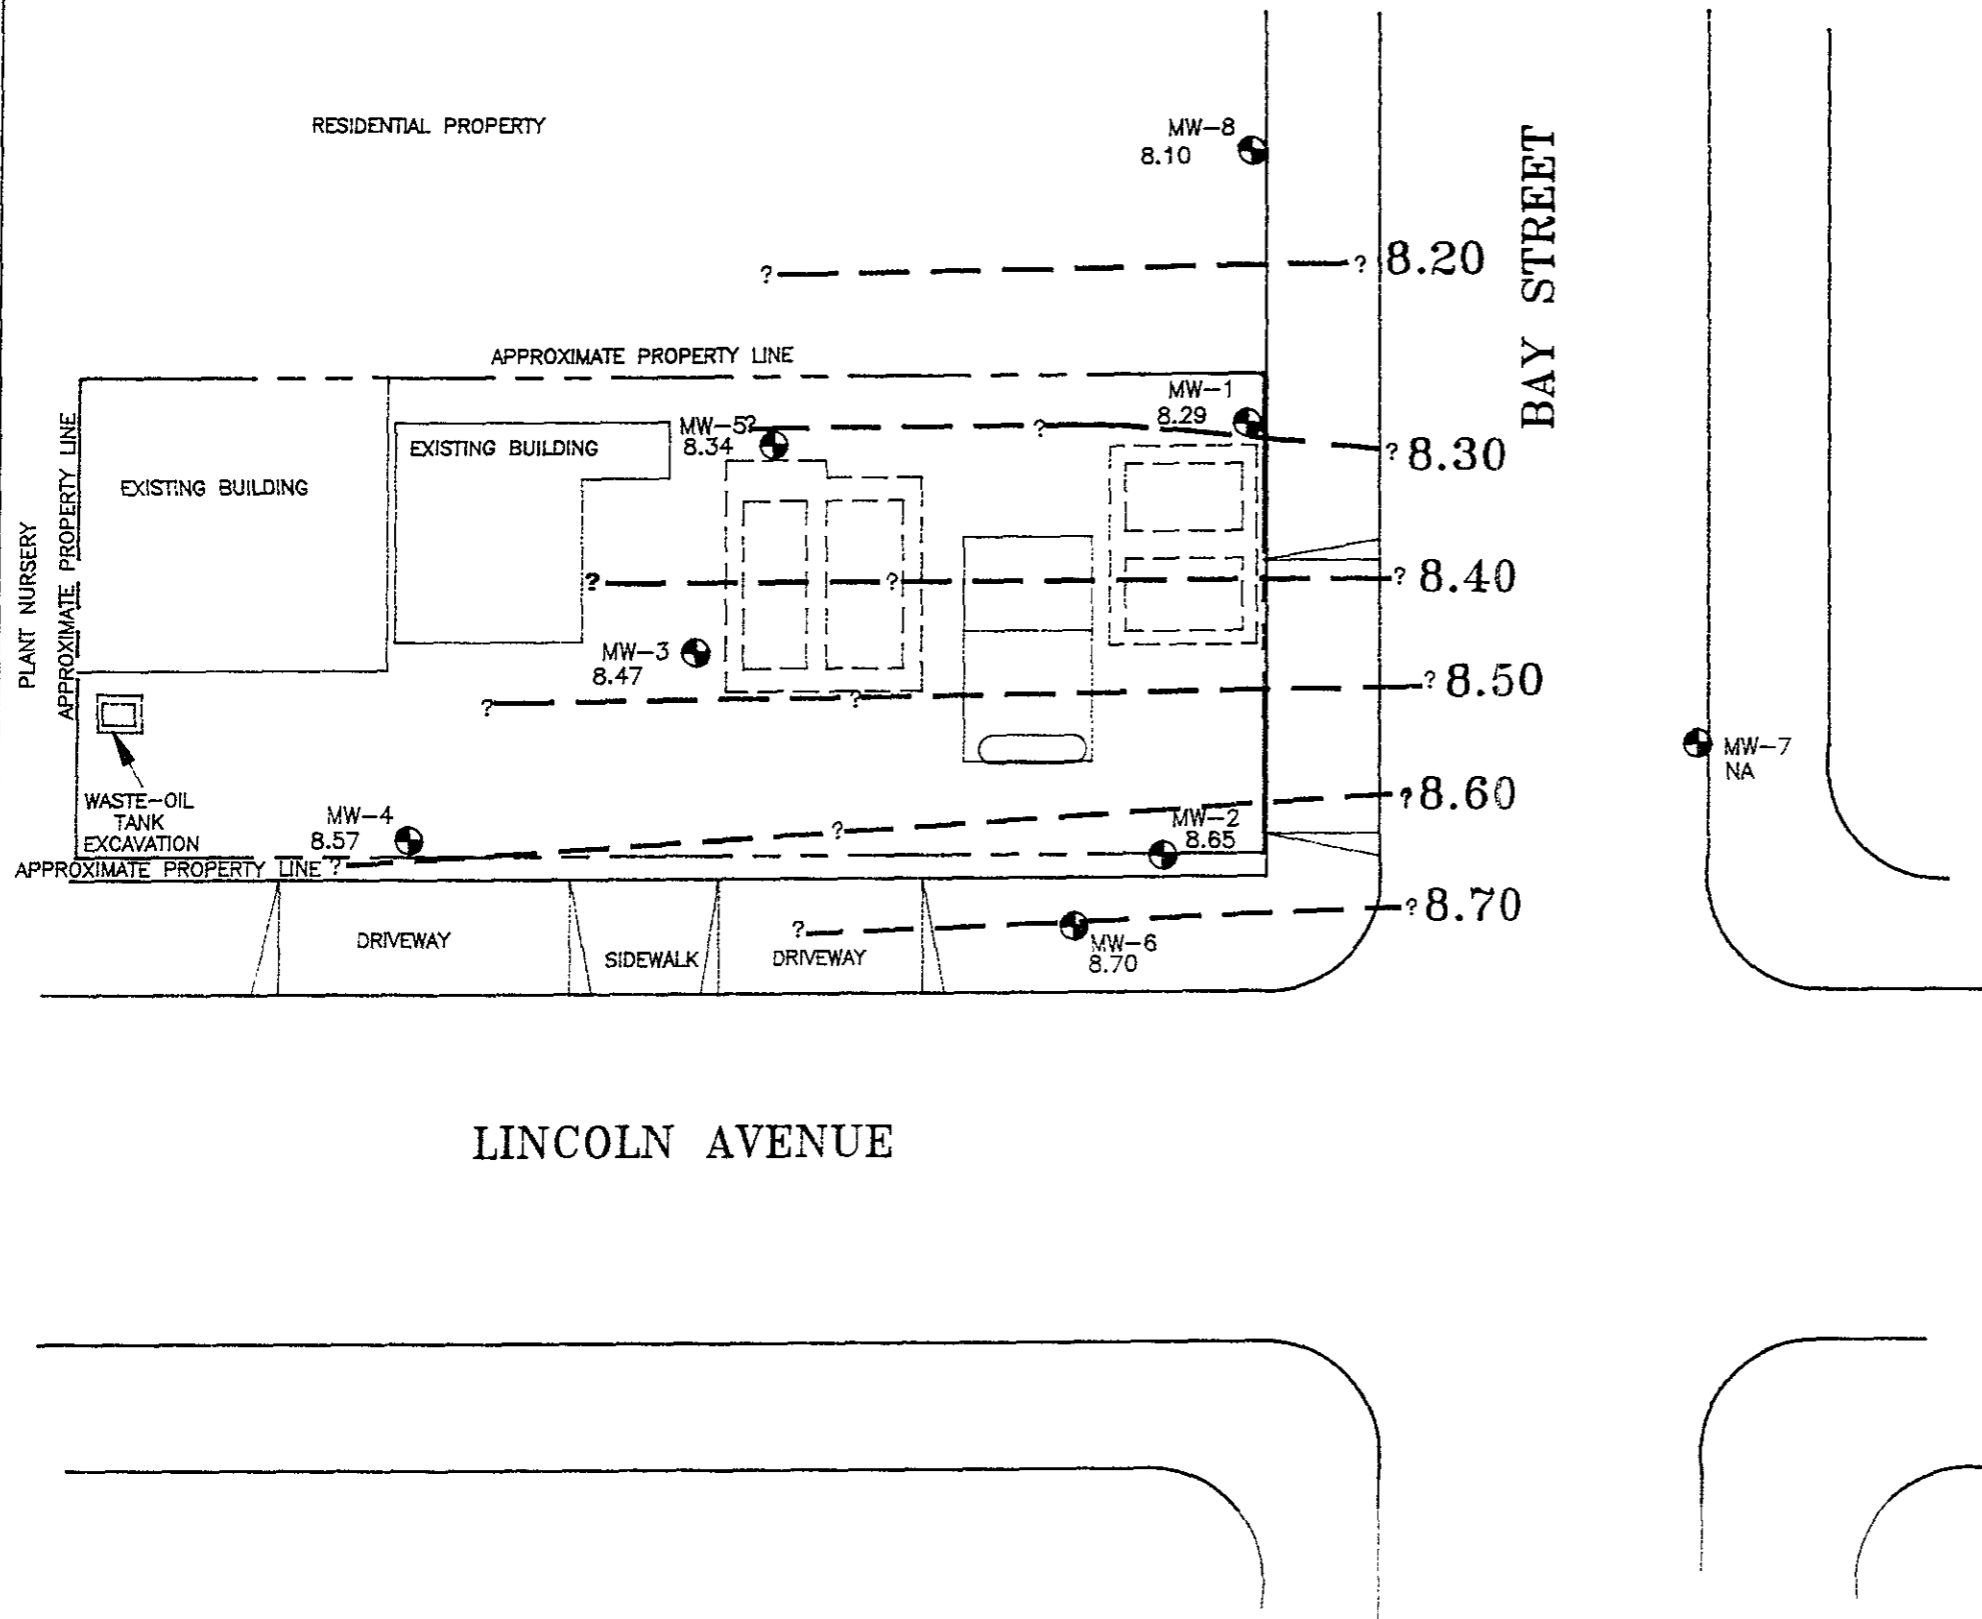 RESIDENTIAL PROPERTY
MW-8
8.10
BAY STREET
? ? 8.20
APPROXIMATE PROPERTY LINE
MW-1
8.29
MW-5?
8.34
? ? 8.30
EXISTING BUILDING
EXISTING BUILDING
PLANT NURSERY
APPROXIMATE PROPERTY LINE
? ? ? 8.40
MW-3
8.47
? ? ? 8.50
MW-7
NA
WASTE-OIL
TANK
EXCAVATION
MW-4
8.57
? ? 8.60
MW-2
8.65
APPROXIMATE PROPERTY LINE ?
? ? 8.70
MW-6
8.70
DRIVEWAY
SIDEWALK
DRIVEWAY
LINCOLN AVENUE